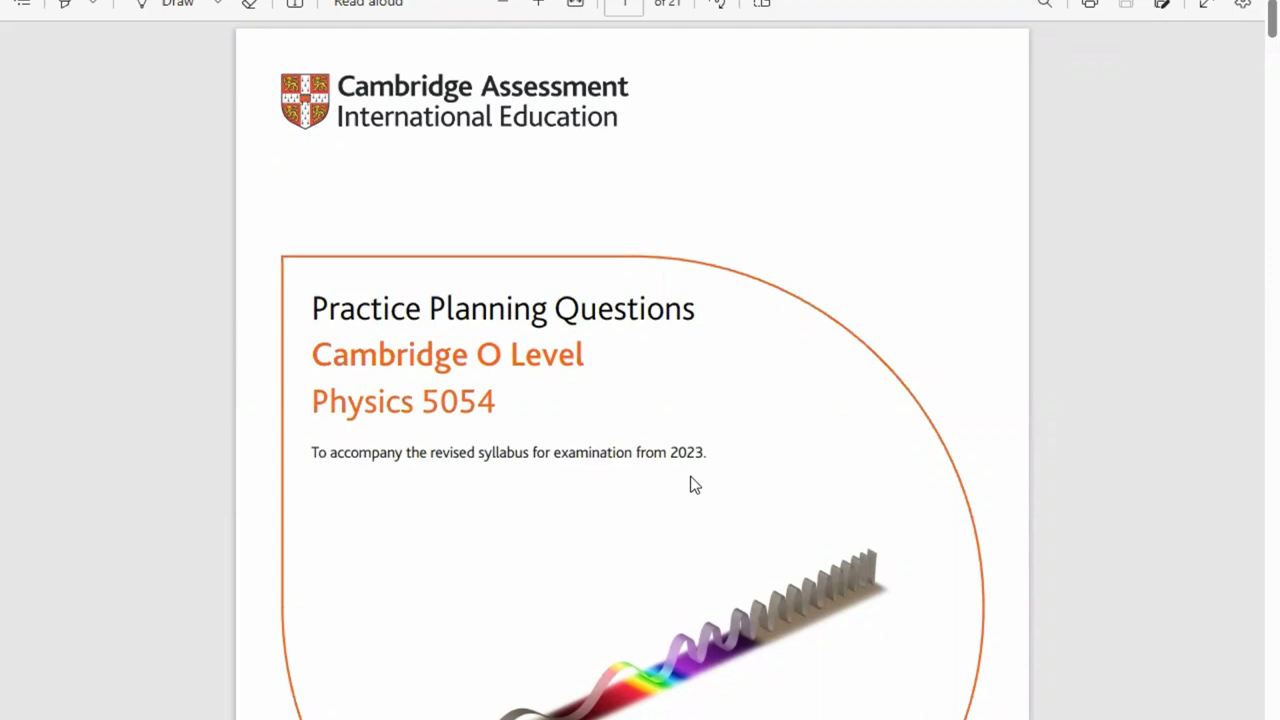 Draw
Read aloud
1
of 21
Cambridge Assessment
International Education
Practice Planning Questions
Cambridge O Level
Physics 5054
To accompany the revised syllabus for examination from 2023.